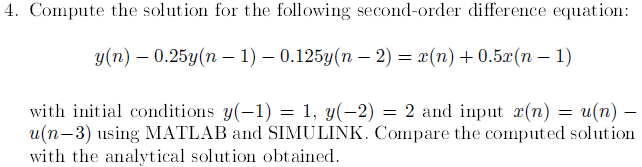 4. Compute the solution for the following second-order difference equation:
y(n) − 0.25y(n − 1) − 0.125y(n − 2) = x(n) + 0.5x(n − 1)
with initial conditions y(−1) = 1, y(−2) = 2 and input x(n) = u(n) −
u(n−3) using MATLAB and SIMULINK. Compare the computed solution
with the analytical solution obtained.